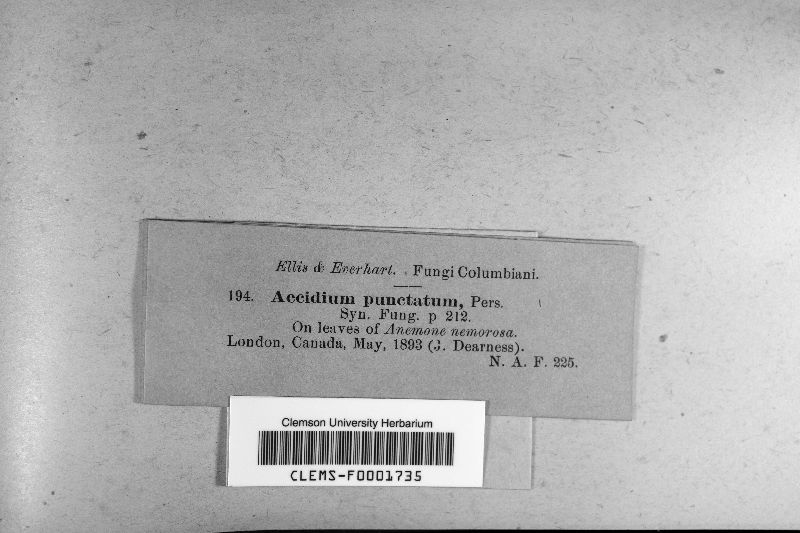 Ellis & Everhart. Fungi Columbiani.
194. Aecidium punctatum, Pers.
Syn. Fung. p 212.
On leaves of Anemone nemorosa.
London, Canada, May, 1893 (J. Dearness).
N. A. F. 225.
Clemson University Herbarium
CLEMS-F0001735